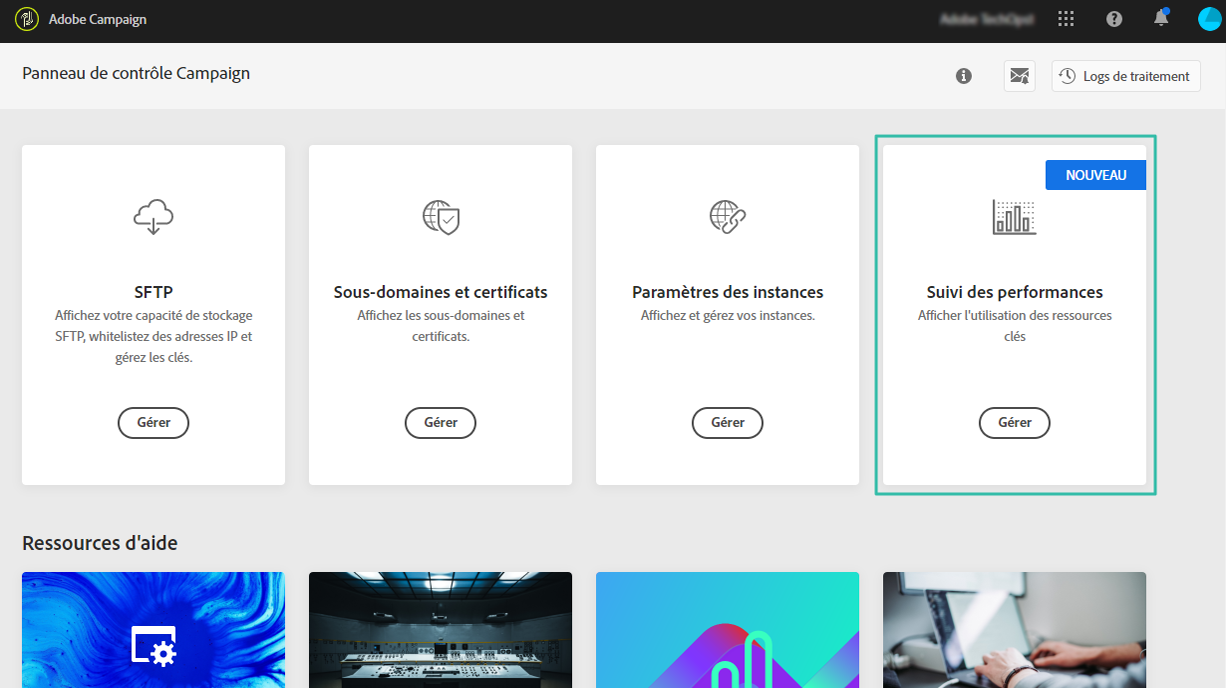 Adobe Campaign
Panneau de contrôle Campaign
Logs de traitement
NOUVEAU
SFTP
Affichez votre capacité de stockage
SFTP, whitelistez des adresses IP et
gérez les clés.
Gérer
Sous-domaines et certificats
Affichez les sous-domaines et
certificats.
Gérer
Paramètres des instances
Affichez et gérez vos instances.
Gérer
Suivi des performances
Afficher l'utilisation des ressources
clés
Gérer
Ressources d'aide